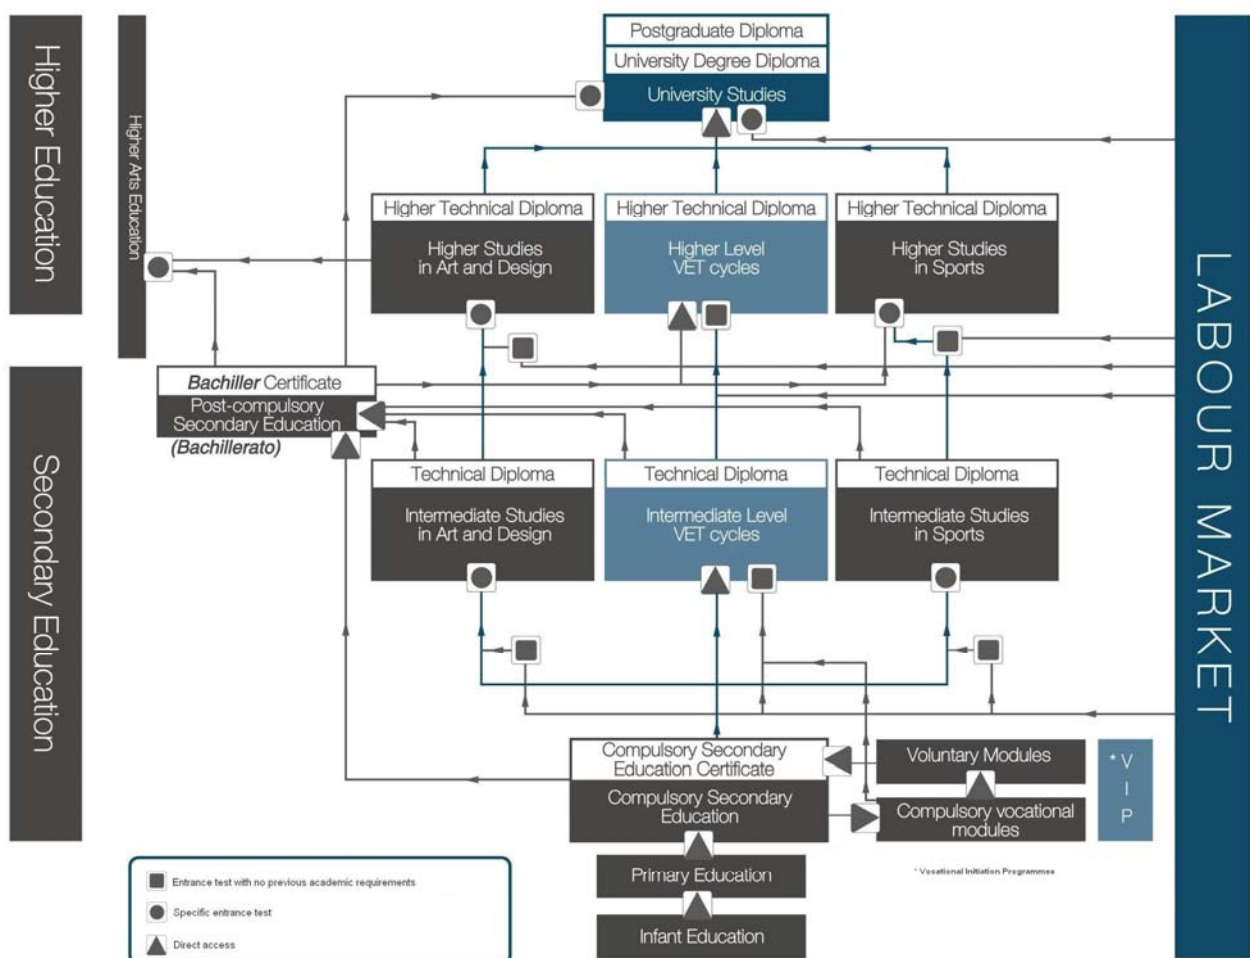 Higher Education
Higher Arts Education
Postgraduate Diploma
University Degree Diploma
University Studies
Higher Technical Diploma
Higher Studies
in Art and Design
Higher Technical Diploma
Higher Level
VET cycles
Higher Technical Diploma
Higher Studies
in Sports
LABOUR MARKET
Secondary Education
Bachiller Certificate
Post-compulsory
Secondary Education
(Bachillerato)
Technical Diploma
Intermediate Studies
in Art and Design
Technical Diploma
Intermediate Level
VET cycles
Technical Diploma
Intermediate Studies
in Sports
Compulsory Secondary
Education Certificate
Compulsory Secondary
Education
Voluntary Modules
Compulsory vocational
modules
* V
I
P
Primary Education
Infant Education
* Vocational Initiation Programmes
Entrance test with no previous academic requirements
Specific entrance test
Direct access